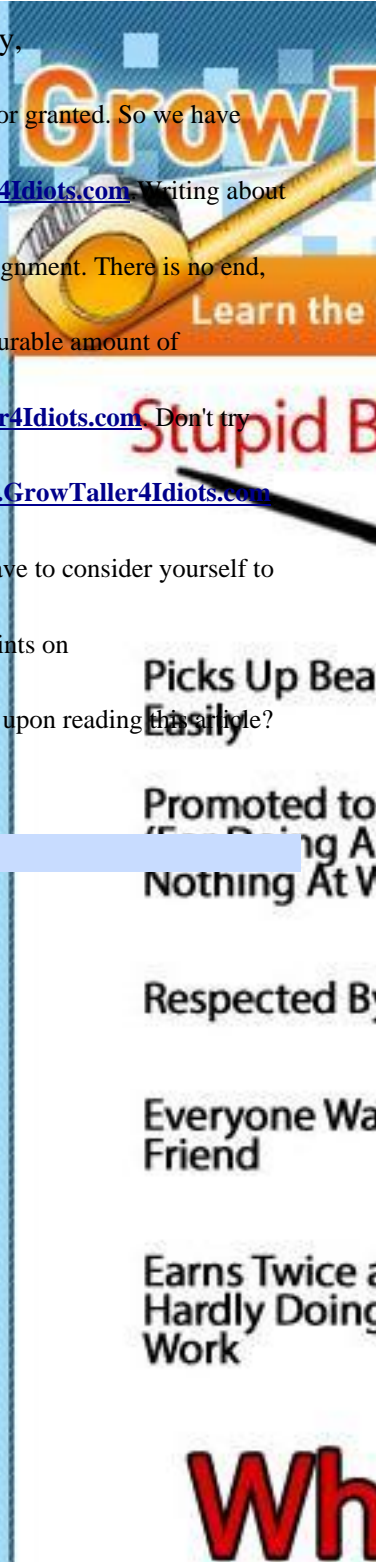 y,
GrowT
or granted. So we have
4Idiots.com. Writing about
gnment. There is no end,
Learn the
urable amount of
r4Idiots.com. Don't try
Stupid B
.GrowTaller4Idiots.com
ave to consider yourself to
ints on
Picks Up Bea
upon reading this article?
Easily
Promoted to
(For Doing A
Nothing At W
Respected By
Everyone Wa
Friend
Earns Twice a
Hardly Doing
Work
Wh